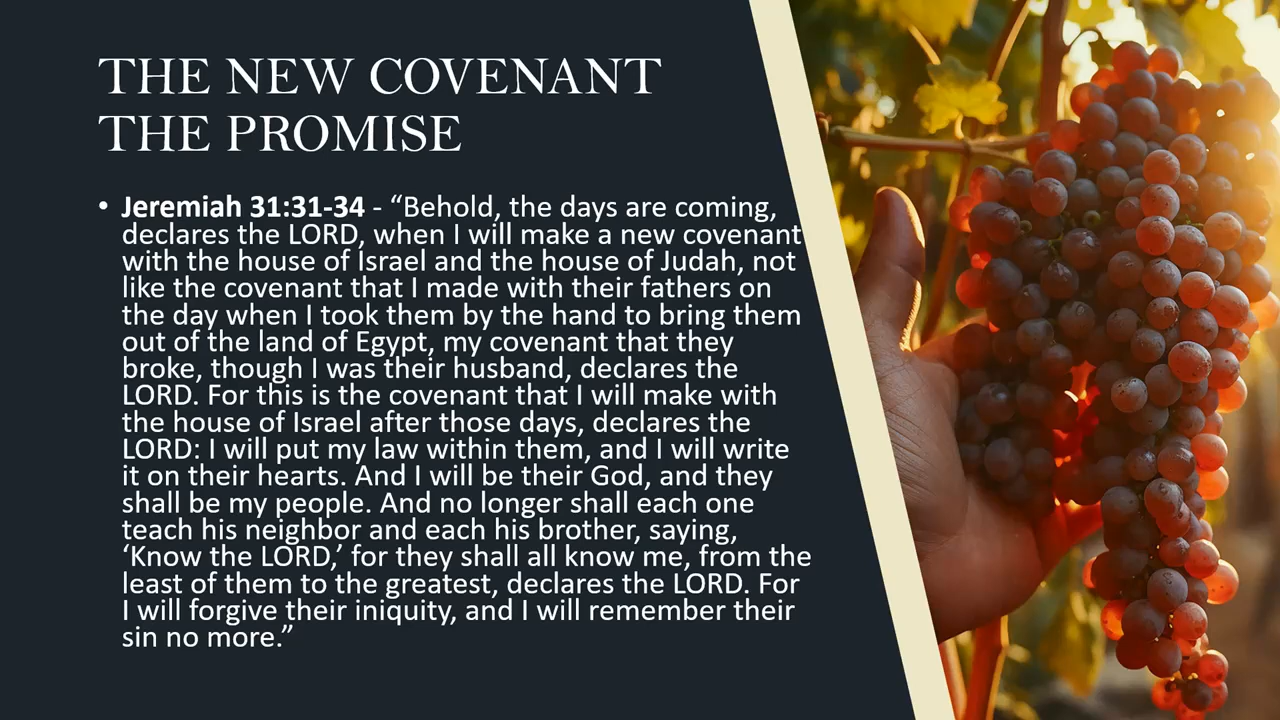 THE NEW COVENANT
THE PROMISE
• Jeremiah 31:31-34 - “Behold, the days are coming,
declares the LORD, when I will make a new covenant
with the house of Israel and the house of Judah, not
like the covenant that I made with their fathers on
the day when I took them by the hand to bring them
out of the land of Egypt, my covenant that they
broke, though I was their husband, declares the
LORD. For this is the covenant that I will make with
the house of Israel after those days, declares the
LORD: I will put my law within them, and I will write
it on their hearts. And I will be their God, and they
shall be my people. And no longer shall each one
teach his neighbor and each his brother, saying,
‘Know the LORD,’ for they shall all know me, from the
least of them to the greatest, declares the LORD. For
I will forgive their iniquity, and I will remember their
sin no more.”